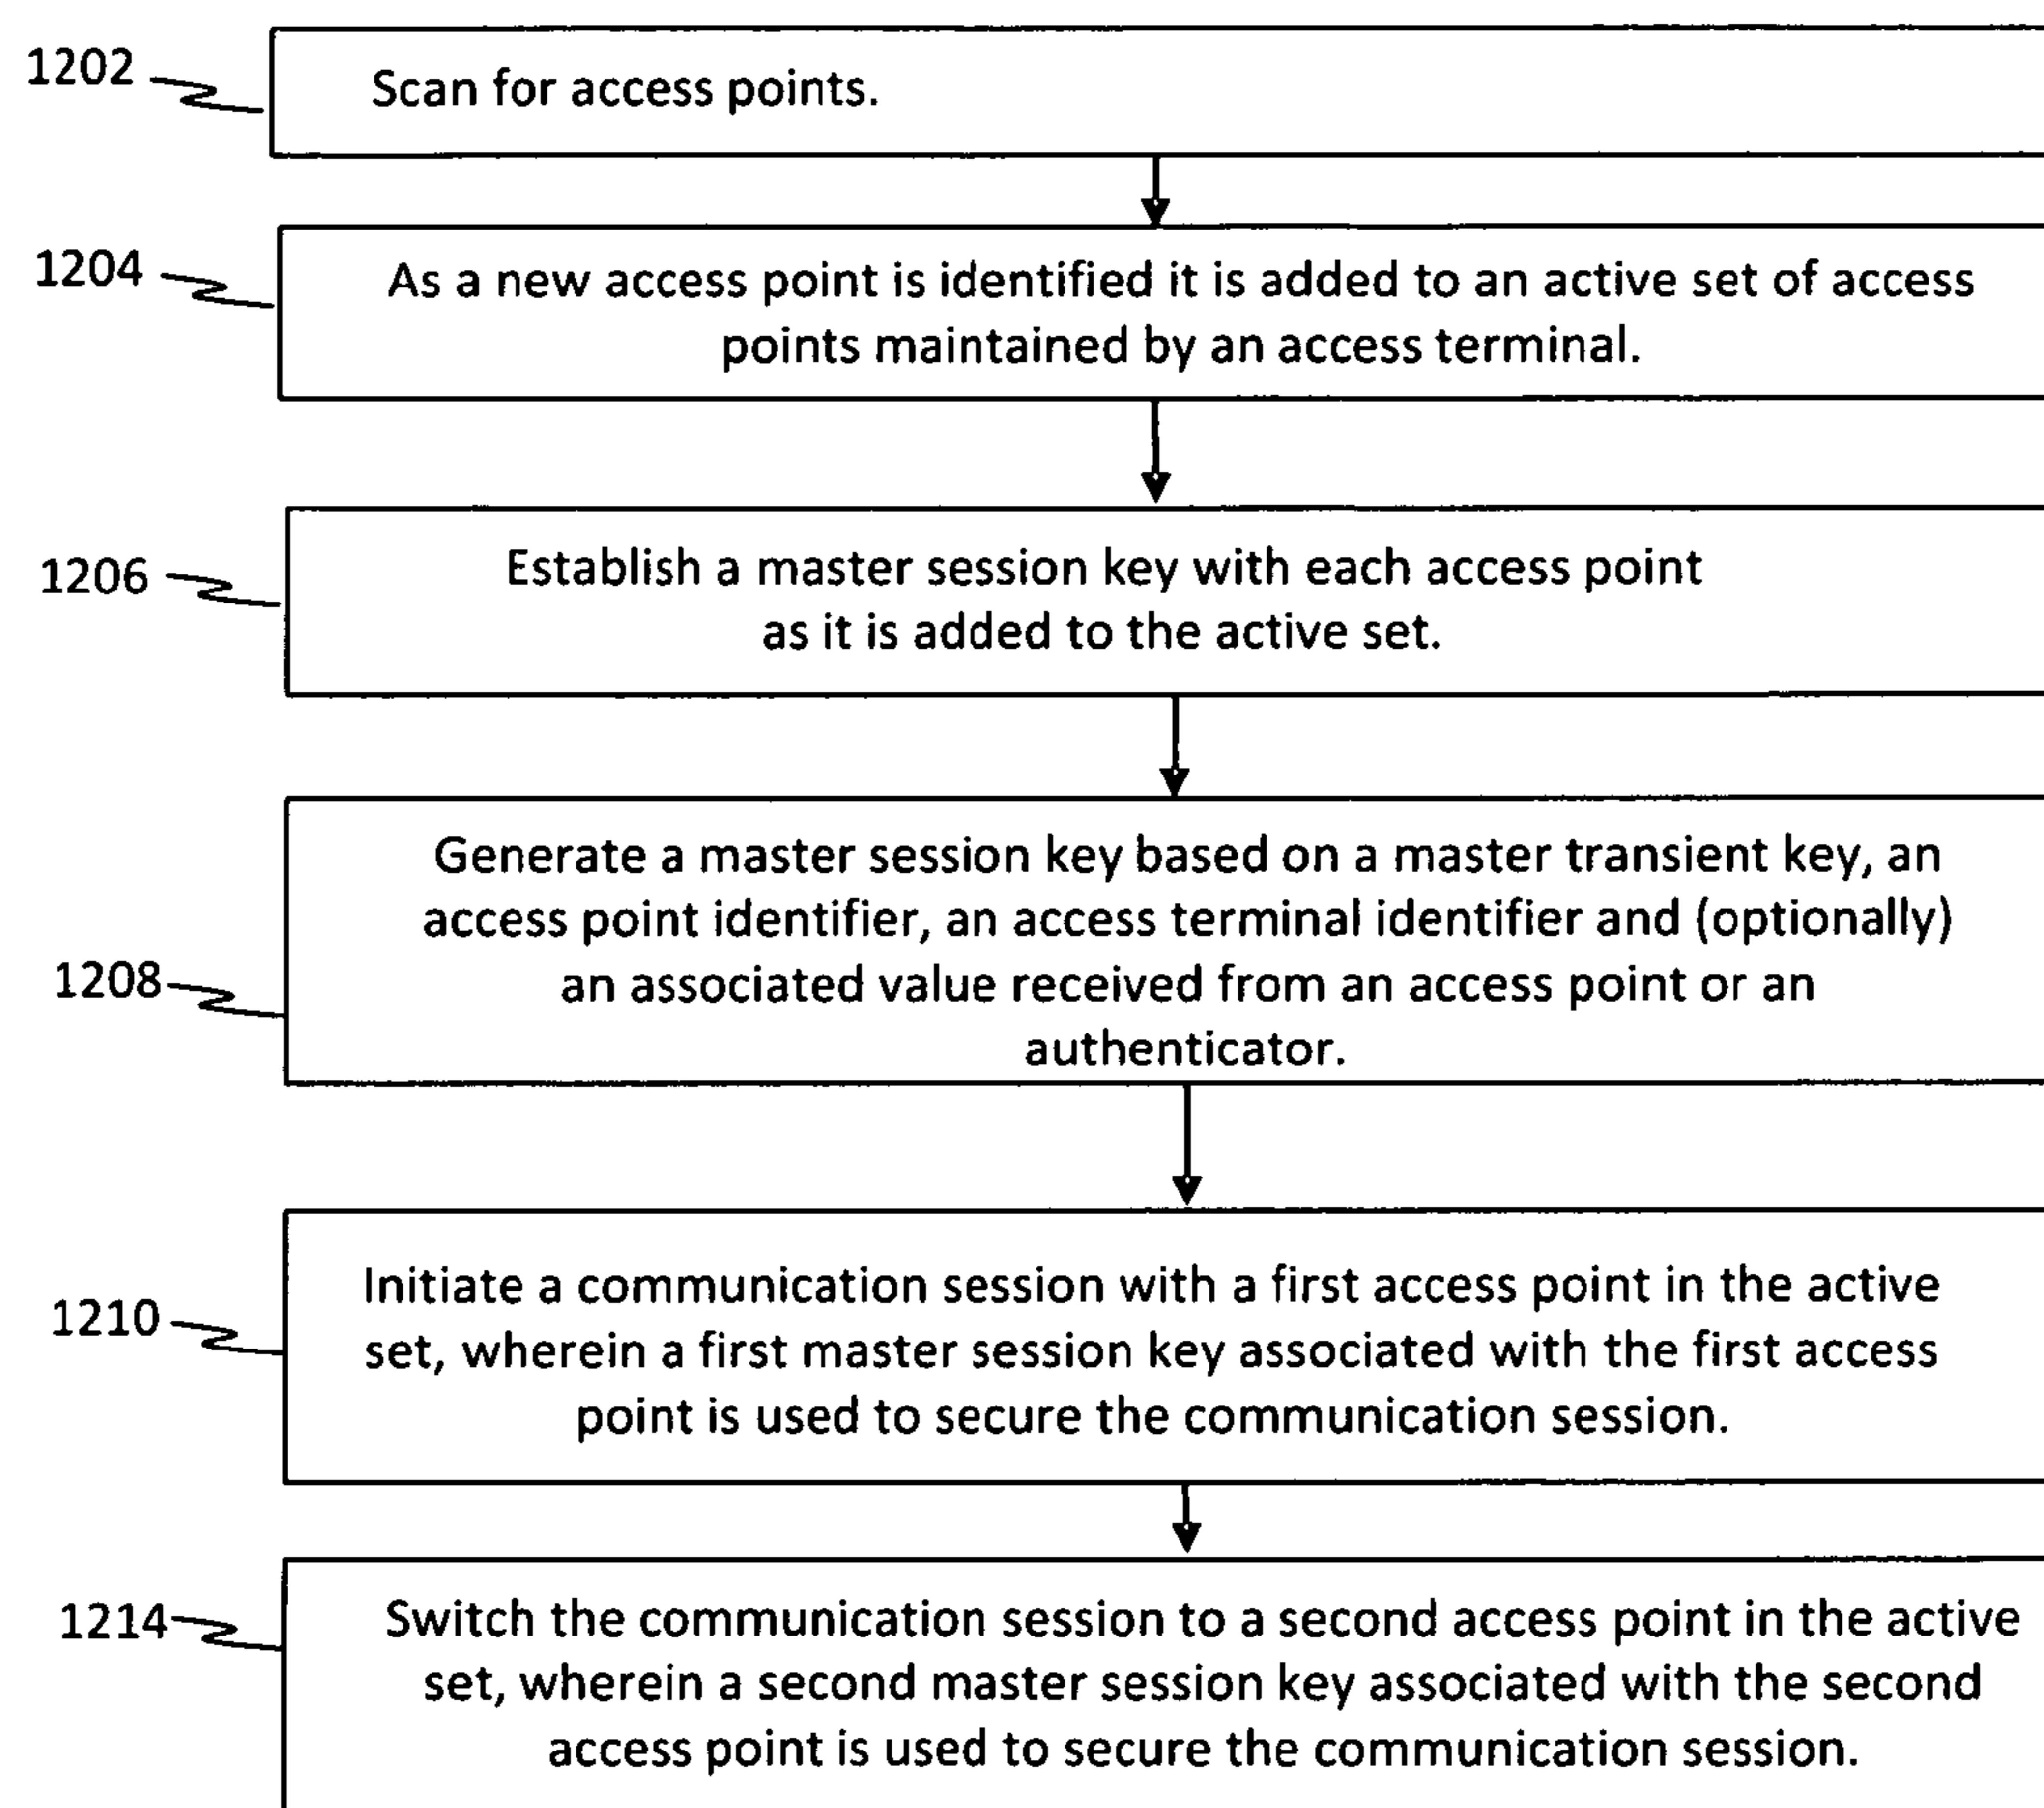 1202
Scan for access points.
1204
As a new access point is identified it is added to an active set of access
points maintained by an access terminal.
1206
Establish a master session key with each access point
as it is added to the active set.
1208
Generate a master session key based on a master transient key, an
access point identifier, an access terminal identifier and (optionally)
an associated value received from an access point or an
authenticator.
1210
Initiate a communication session with a first access point in the active
set, wherein a first master session key associated with the first access
point is used to secure the communication session.
1214
Switch the communication session to a second access point in the active
set, wherein a second master session key associated with the second
access point is used to secure the communication session.